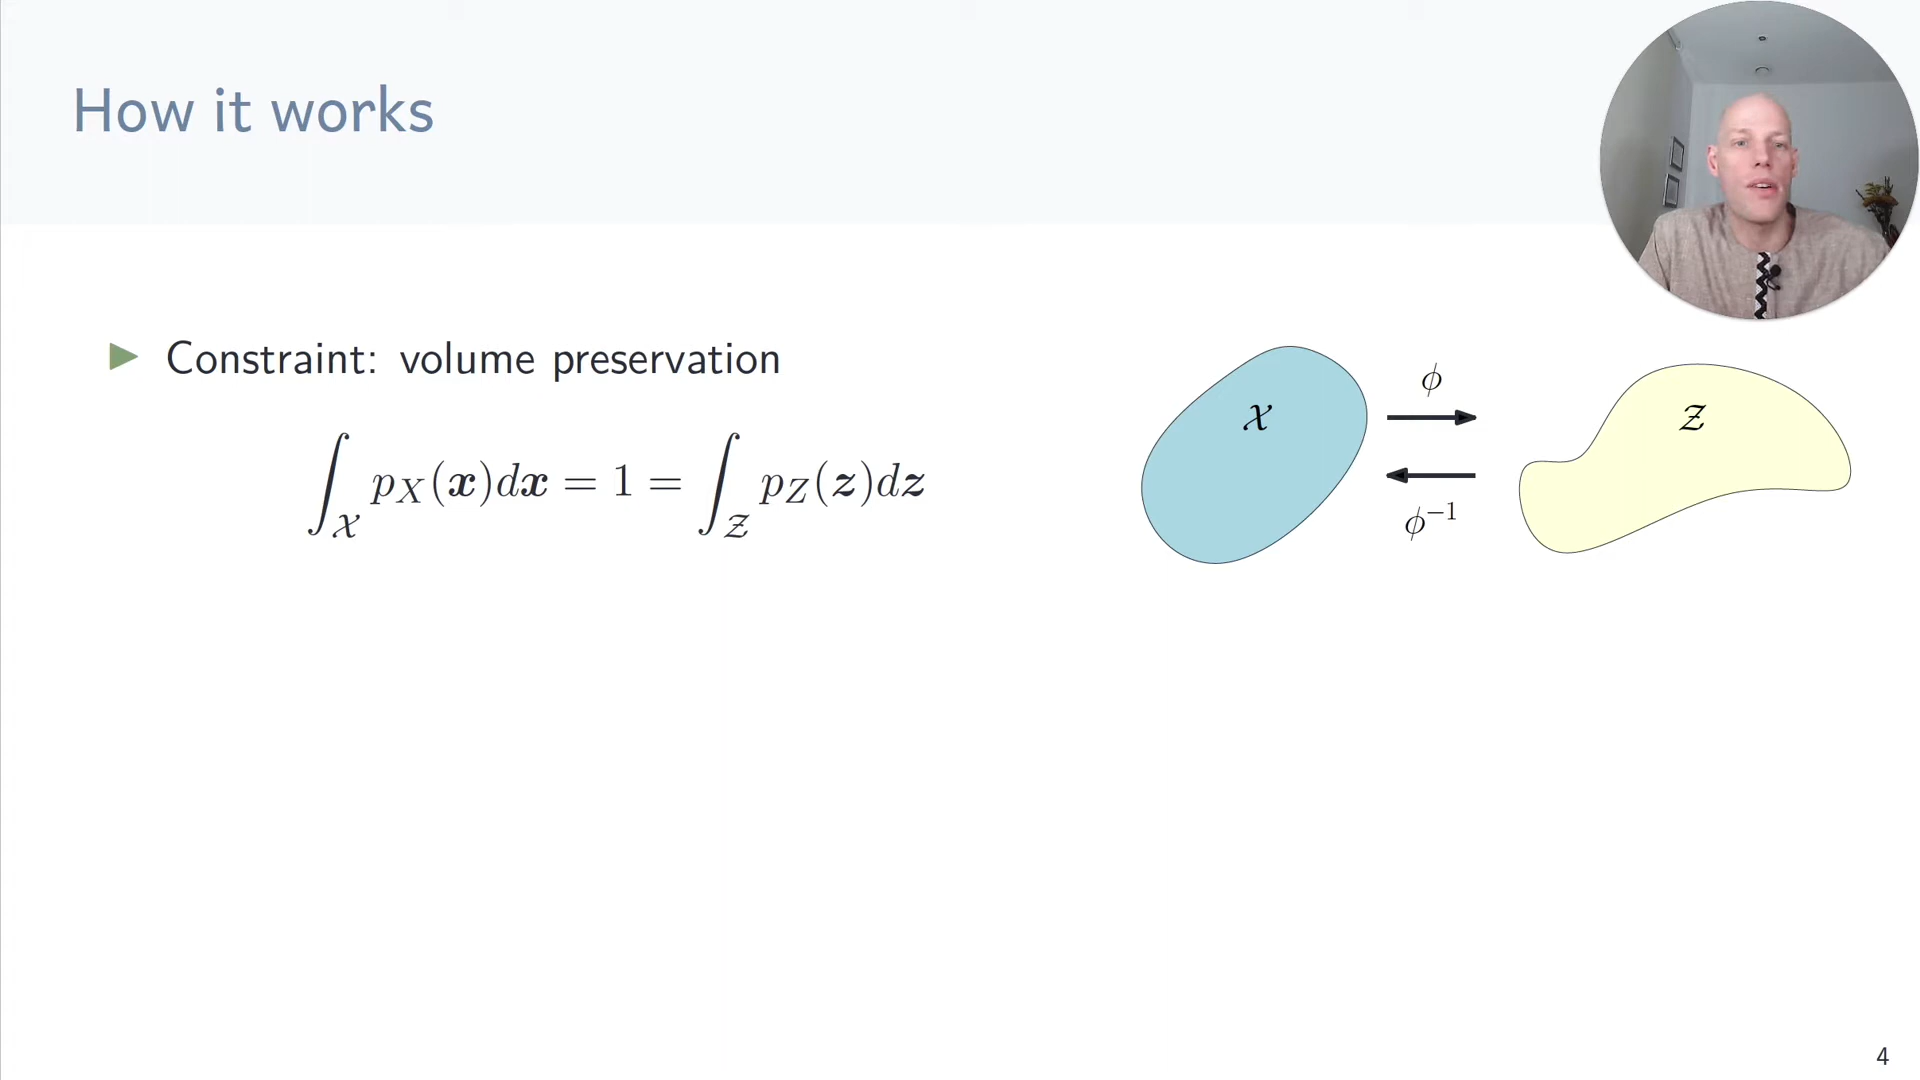 How it works
▶ Constraint: volume preservation
∫_𝒳 p_X(𝒙)d𝒙 = 1 = ∫_𝒵 p_Z(𝒛)d𝒛
𝒳
ϕ
ϕ⁻¹
𝒵
4